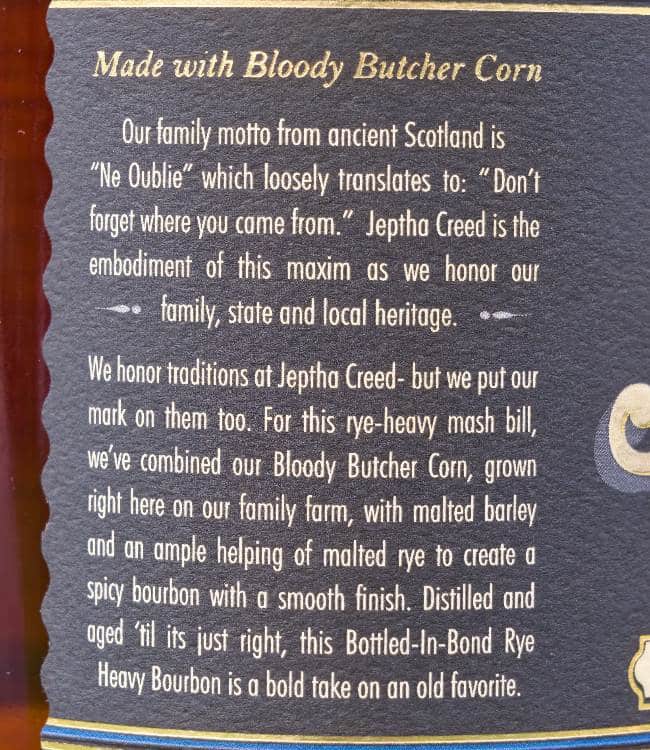 Made with Bloody Butcher Corn
Our family motto from ancient Scotland is
“Ne Oublie” which loosely translates to: “Don’t
forget where you came from.” Jeptha Creed is the
embodiment of this maxim as we honor our
family, state and local heritage.
We honor traditions at Jeptha Creed- but we put our
mark on them too. For this rye-heavy mash bill,
we’ve combined our Bloody Butcher Corn, grown
right here on our family farm, with malted barley
and an ample helping of malted rye to create a
spicy bourbon with a smooth finish. Distilled and
aged ‘til its just right, this Bottled-In-Bond Rye
Heavy Bourbon is a bold take on an old favorite.